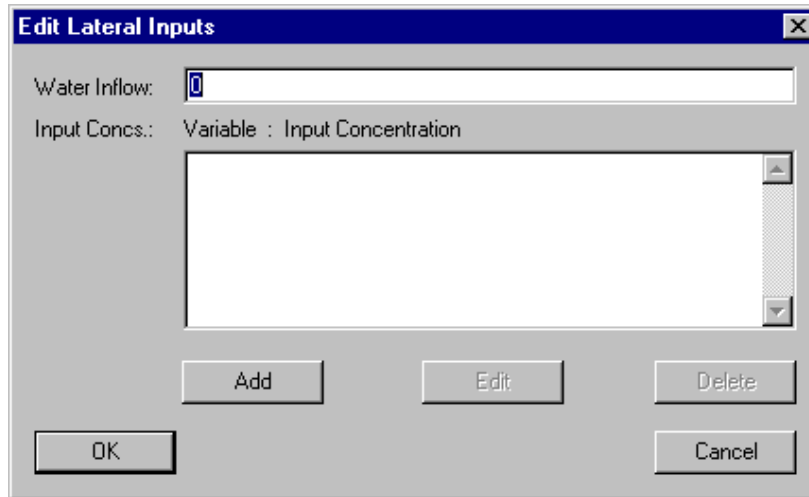 Edit Lateral Inputs
Water Inflow: 0
Input Concs.: Variable : Input Concentration
Add Edit Delete
OK Cancel